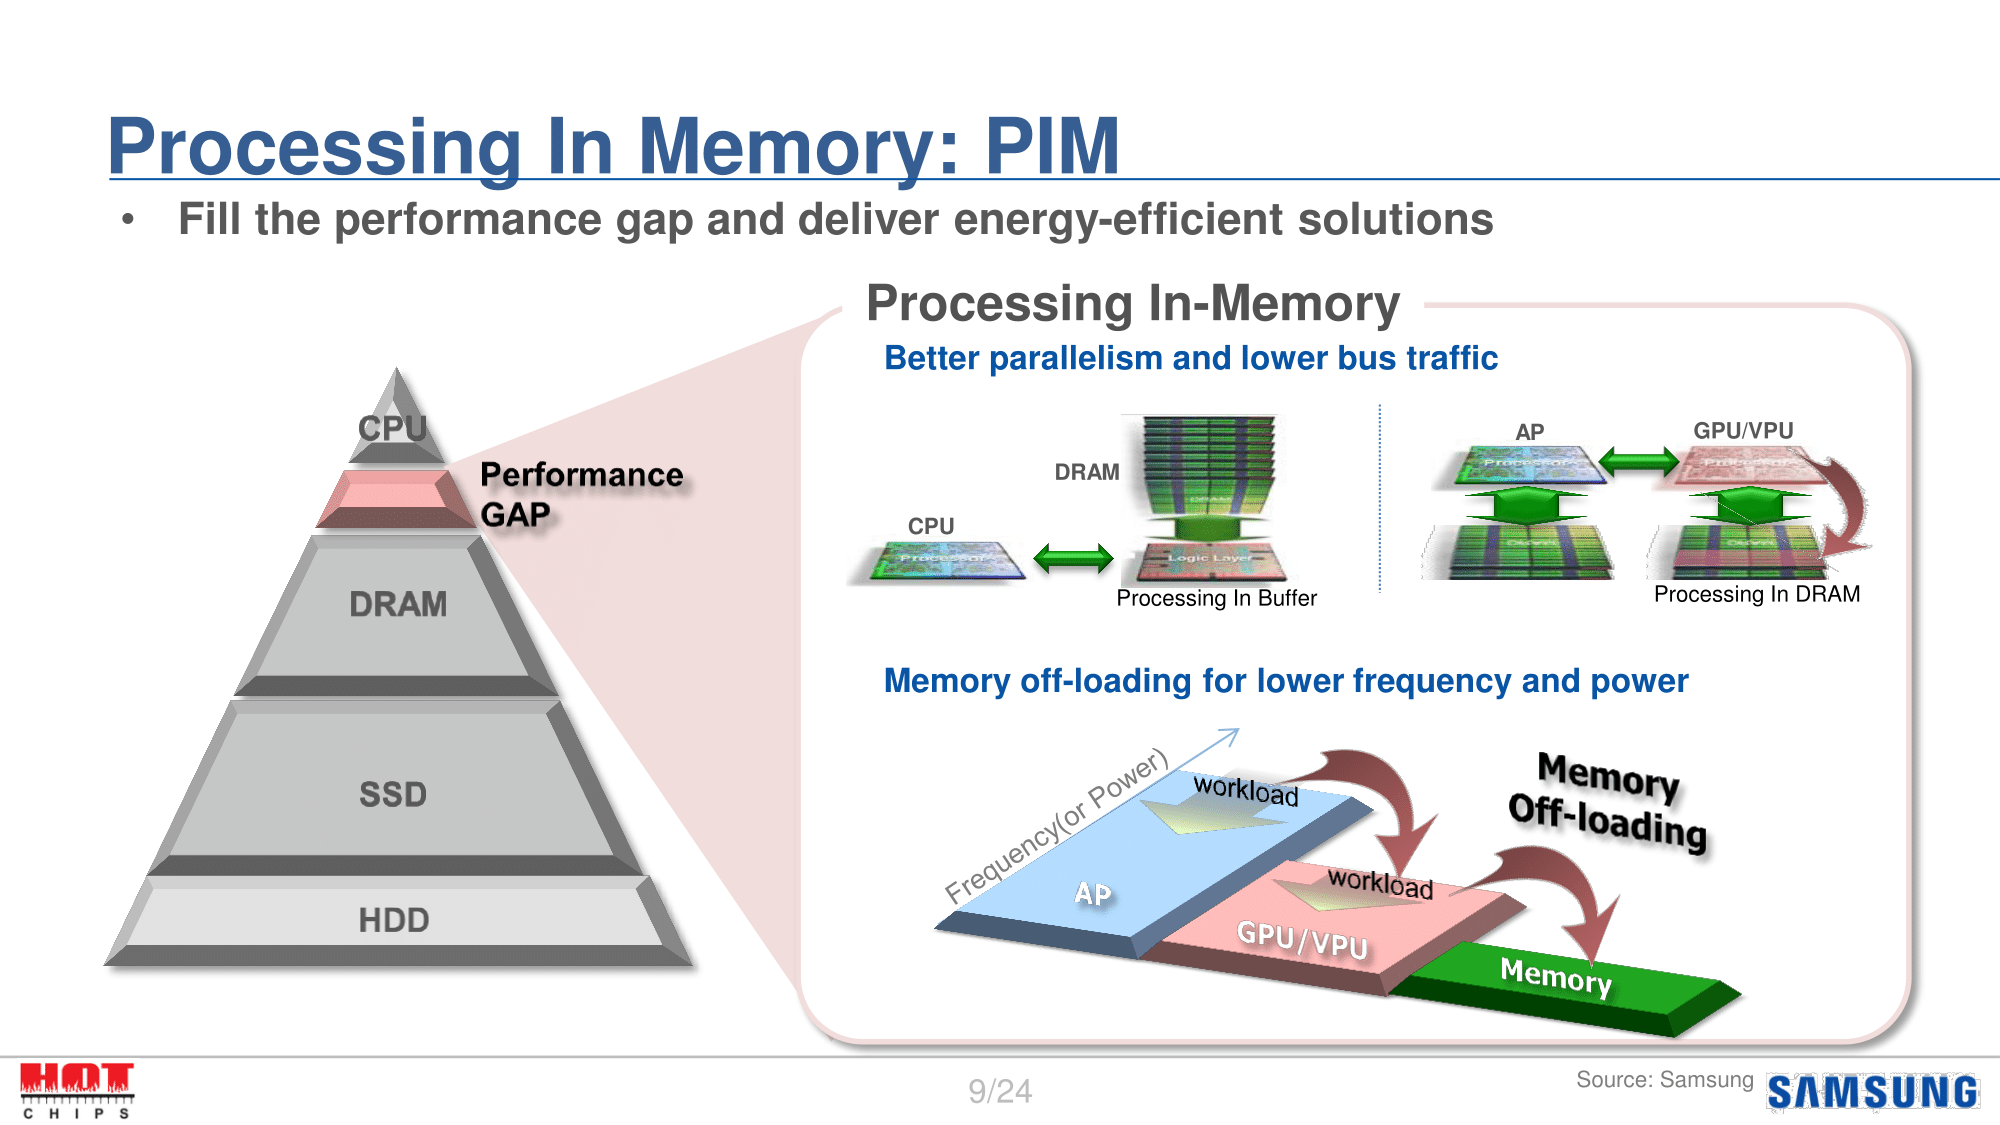 Processing In Memory: PIM
• Fill the performance gap and deliver energy-efficient solutions
CPU
Performance
GAP
DRAM
SSD
HDD
Processing In-Memory
Better parallelism and lower bus traffic
DRAM
DRAM
CPU
Processor
Logic Layer
Processing In Buffer
AP
GPU/VPU
Processor
Processor
Processing In DRAM
Memory off-loading for lower frequency and power
Frequency(or Power)
workload
AP
workload
GPU/VPU
Memory
Memory
Off-loading
HOT
CHIPS
9/24
Source: Samsung
SAMSUNG